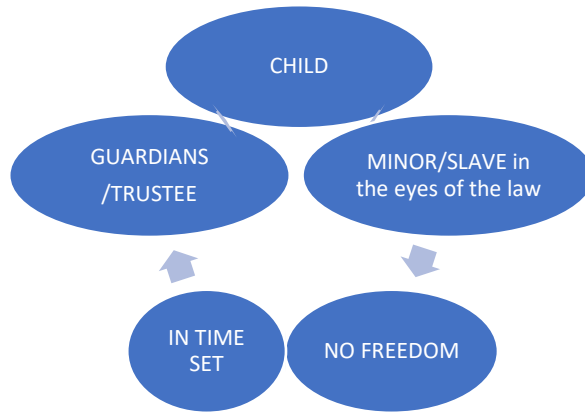 CHILD
GUARDIANS
/TRUSTEE
MINOR/SLAVE in
the eyes of the law
IN TIME
SET
NO FREEDOM